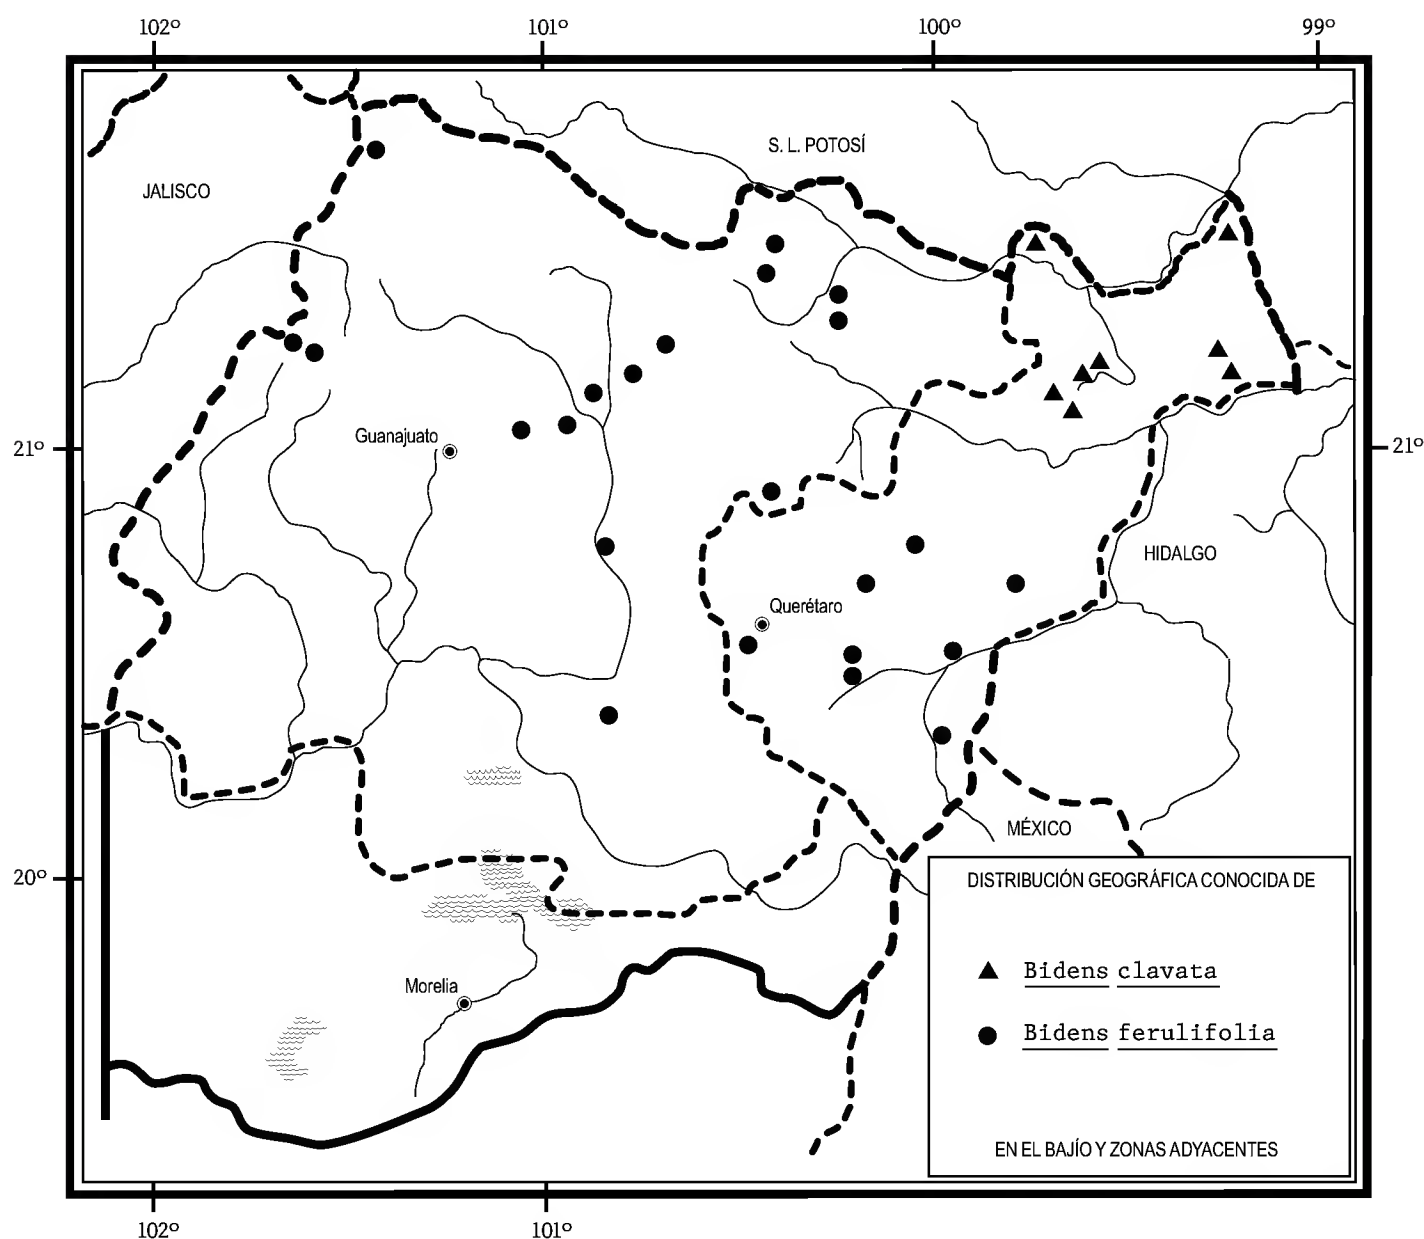 102º 101º 100º 99º
S. L. POTOSÍ
JALISCO
21º Guanajuato 21º
HIDALGO
Querétaro
MÉXICO
20º
DISTRIBUCIÓN GEOGRÁFICA CONOCIDA DE
Bidens clavata
Morelia
Bidens ferulifolia
EN EL BAJÍO Y ZONAS ADYACENTES
102º 101º